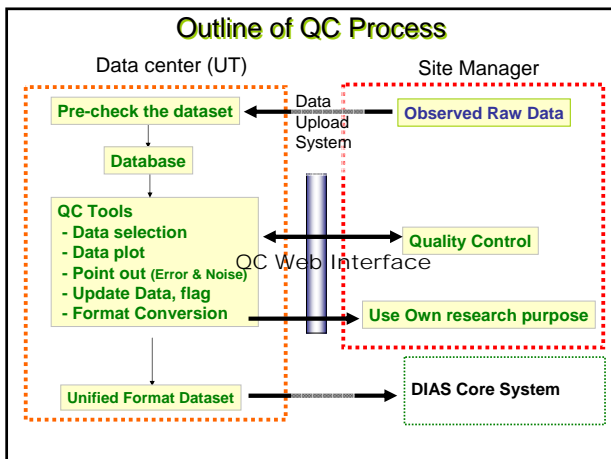 Outline of QC Process
Data center (UT)
Site Manager
Pre-check the dataset
Data
Upload
System
Observed Raw Data
Database
QC Tools
- Data selection
- Data plot
- Point out (Error & Noise)
- Update Data, flag
- Format Conversion
QC Web Interface
Quality Control
Use Own research purpose
Unified Format Dataset
DIAS Core System